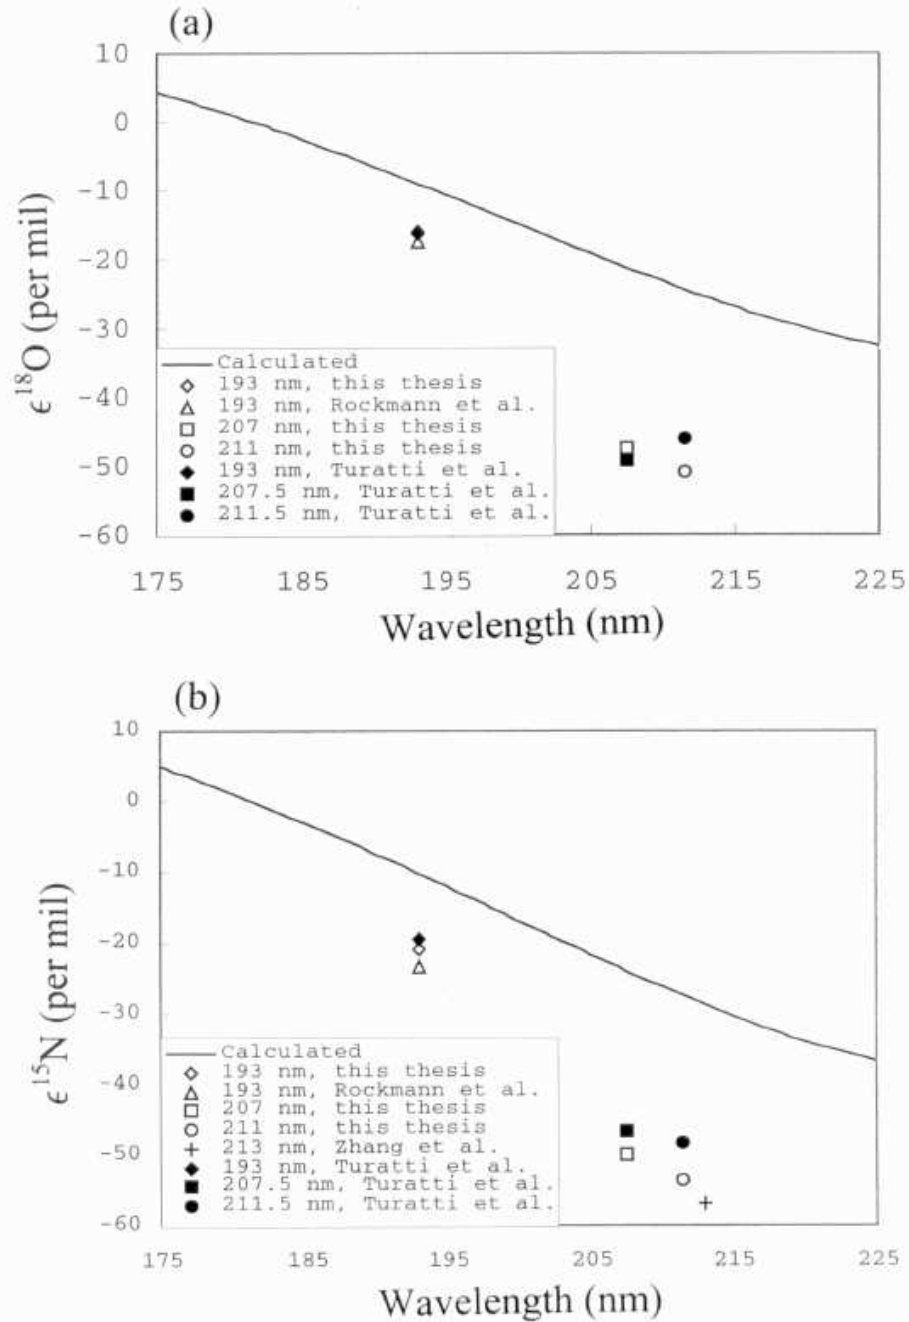 (a)
10
0
-10
-20
-30
-40
-50
-60
ϵ¹⁸O (per mil)
Calculated
193 nm, this thesis
193 nm, Rockmann et al.
207 nm, this thesis
211 nm, this thesis
193 nm, Turatti et al.
207.5 nm, Turatti et al.
211.5 nm, Turatti et al.
175 185 195 205 215 225
Wavelength (nm)
(b)
10
0
-10
-20
-30
-40
-50
-60
ϵ¹⁵N (per mil)
Calculated
193 nm, this thesis
193 nm, Rockmann et al.
207 nm, this thesis
211 nm, this thesis
213 nm, Zhang et al.
193 nm, Turatti et al.
207.5 nm, Turatti et al.
211.5 nm, Turatti et al.
175 185 195 205 215 225
Wavelength (nm)